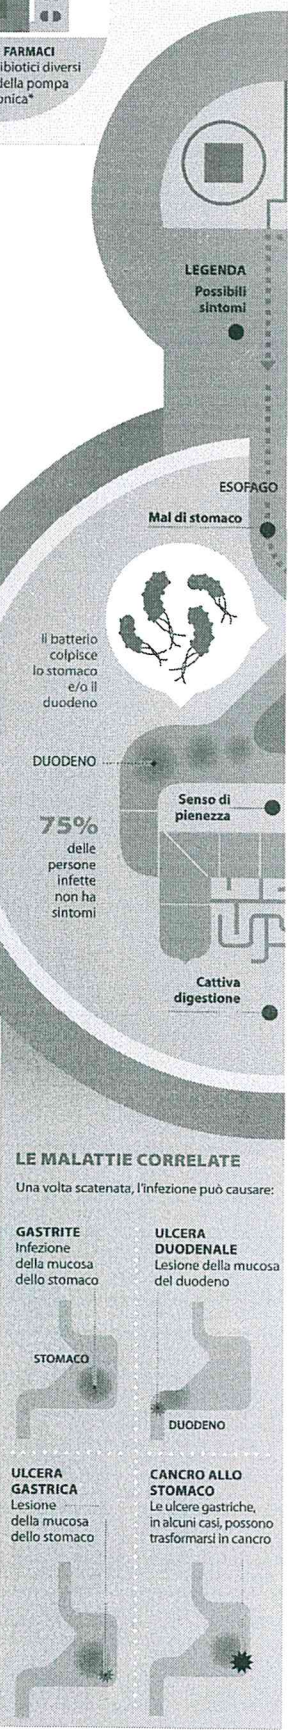 FARMACI
ibiotici diversi
della pompa
onica*
LEGENDA
Possibili
sintomi
ESOFAGO
Mal di stomaco
Il batterio
colpisce
lo stomaco
e/o il
duodeno
DUODENO
Senso di
pienezza
75%
delle
persone
infette
non ha
sintomi
Cattiva
digestione
LE MALATTIE CORRELATE
Una volta scatenata, l'infezione può causare:
GASTRITE
Infezione
della mucosa
dello stomaco
STOMACO
ULCERA
DUODENALE
Lesione della mucosa
del duodeno
DUODENO
ULCERA
GASTRICA
Lesione
della mucosa
dello stomaco
CANCRO ALLO
STOMACO
Le ulcere gastriche,
in alcuni casi, possono
trasformarsi in cancro